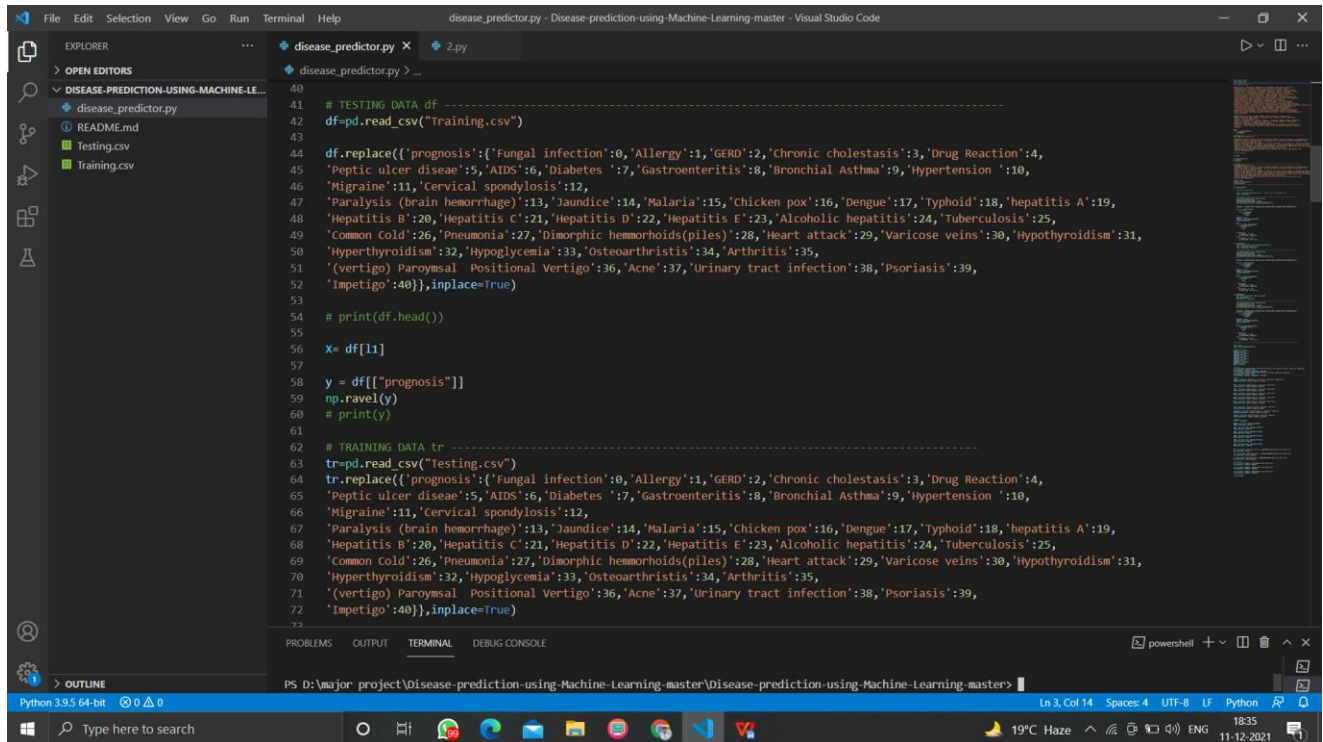 File Edit Selection View Go Run Terminal Help disease_predictor.py - Disease-prediction-using-Machine-Learning-master - Visual Studio Code
EXPLORER ...
OPEN EDITORS
DISEASE-PREDICTION-USING-MACHINE-LE...
disease_predictor.py
README.md
Testing.csv
Training.csv
OUTLINE
disease_predictor.py 2.py
disease_predictor.py > ...
40
41 # TESTING DATA df -------------------------------------------------------------------------------------
42 df=pd.read_csv("Training.csv")
43
44 df.replace({'prognosis':{'Fungal infection':0,'Allergy':1,'GERD':2,'Chronic cholestasis':3,'Drug Reaction':4,
45 'Peptic ulcer diseae':5,'AIDS':6,'Diabetes ':7,'Gastroenteritis':8,'Bronchial Asthma':9,'Hypertension ':10,
46 'Migraine':11,'Cervical spondylosis':12,
47 'Paralysis (brain hemorrhage)':13,'Jaundice':14,'Malaria':15,'Chicken pox':16,'Dengue':17,'Typhoid':18,'hepatitis A':19,
48 'Hepatitis B':20,'Hepatitis C':21,'Hepatitis D':22,'Hepatitis E':23,'Alcoholic hepatitis':24,'Tuberculosis':25,
49 'Common Cold':26,'Pneumonia':27,'Dimorphic hemmorhoids(piles)':28,'Heart attack':29,'Varicose veins':30,'Hypothyroidism':31,
50 'Hyperthyroidism':32,'Hypoglycemia':33,'Osteoarthristis':34,'Arthritis':35,
51 '(vertigo) Paroymsal  Positional Vertigo':36,'Acne':37,'Urinary tract infection':38,'Psoriasis':39,
52 'Impetigo':40}},inplace=True)
53
54 # print(df.head())
55
56 X= df[l1]
57
58 y = df[["prognosis"]]
59 np.ravel(y)
60 # print(y)
61
62 # TRAINING DATA tr --------------------------------------------------------------------------------
63 tr=pd.read_csv("Testing.csv")
64 tr.replace({'prognosis':{'Fungal infection':0,'Allergy':1,'GERD':2,'Chronic cholestasis':3,'Drug Reaction':4,
65 'Peptic ulcer diseae':5,'AIDS':6,'Diabetes ':7,'Gastroenteritis':8,'Bronchial Asthma':9,'Hypertension ':10,
66 'Migraine':11,'Cervical spondylosis':12,
67 'Paralysis (brain hemorrhage)':13,'Jaundice':14,'Malaria':15,'Chicken pox':16,'Dengue':17,'Typhoid':18,'hepatitis A':19,
68 'Hepatitis B':20,'Hepatitis C':21,'Hepatitis D':22,'Hepatitis E':23,'Alcoholic hepatitis':24,'Tuberculosis':25,
69 'Common Cold':26,'Pneumonia':27,'Dimorphic hemmorhoids(piles)':28,'Heart attack':29,'Varicose veins':30,'Hypothyroidism':31,
70 'Hyperthyroidism':32,'Hypoglycemia':33,'Osteoarthristis':34,'Arthritis':35,
71 '(vertigo) Paroymsal  Positional Vertigo':36,'Acne':37,'Urinary tract infection':38,'Psoriasis':39,
72 'Impetigo':40}},inplace=True)
73
PROBLEMS OUTPUT TERMINAL DEBUG CONSOLE powershell
PS D:\major project\Disease-prediction-using-Machine-Learning-master\Disease-prediction-using-Machine-Learning-master>
Python 3.9.5 64-bit 0 0 Ln 3, Col 14 Spaces: 4 UTF-8 LF Python
Type here to search 19°C Haze ENG 18:35
11-12-2021